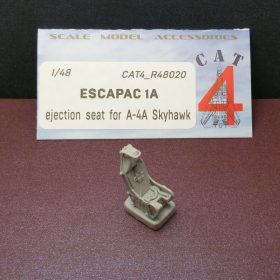 SCALE MODEL ACCESSORIES
1/48 CAT4_R48020
ESCAPAC 1A
ejection seat for A-4A Skyhawk
CAT
4